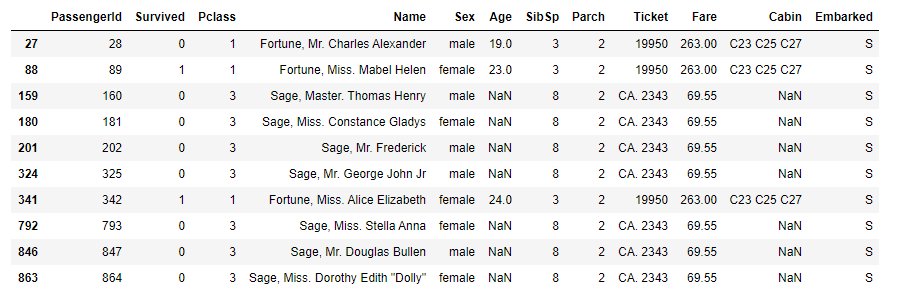 PassengerId Survived Pclass Name Sex Age SibSp Parch Ticket Fare Cabin Embarked
27 28 0 1 Fortune, Mr. Charles Alexander male 19.0 3 2 19950 263.00 C23 C25 C27 S
88 89 1 1 Fortune, Miss. Mabel Helen female 23.0 3 2 19950 263.00 C23 C25 C27 S
159 160 0 3 Sage, Master. Thomas Henry male NaN 8 2 CA. 2343 69.55 NaN S
180 181 0 3 Sage, Miss. Constance Gladys female NaN 8 2 CA. 2343 69.55 NaN S
201 202 0 3 Sage, Mr. Frederick male NaN 8 2 CA. 2343 69.55 NaN S
324 325 0 3 Sage, Mr. George John Jr male NaN 8 2 CA. 2343 69.55 NaN S
341 342 1 1 Fortune, Miss. Alice Elizabeth female 24.0 3 2 19950 263.00 C23 C25 C27 S
792 793 0 3 Sage, Miss. Stella Anna female NaN 8 2 CA. 2343 69.55 NaN S
846 847 0 3 Sage, Mr. Douglas Bullen male NaN 8 2 CA. 2343 69.55 NaN S
863 864 0 3 Sage, Miss. Dorothy Edith "Dolly" female NaN 8 2 CA. 2343 69.55 NaN S